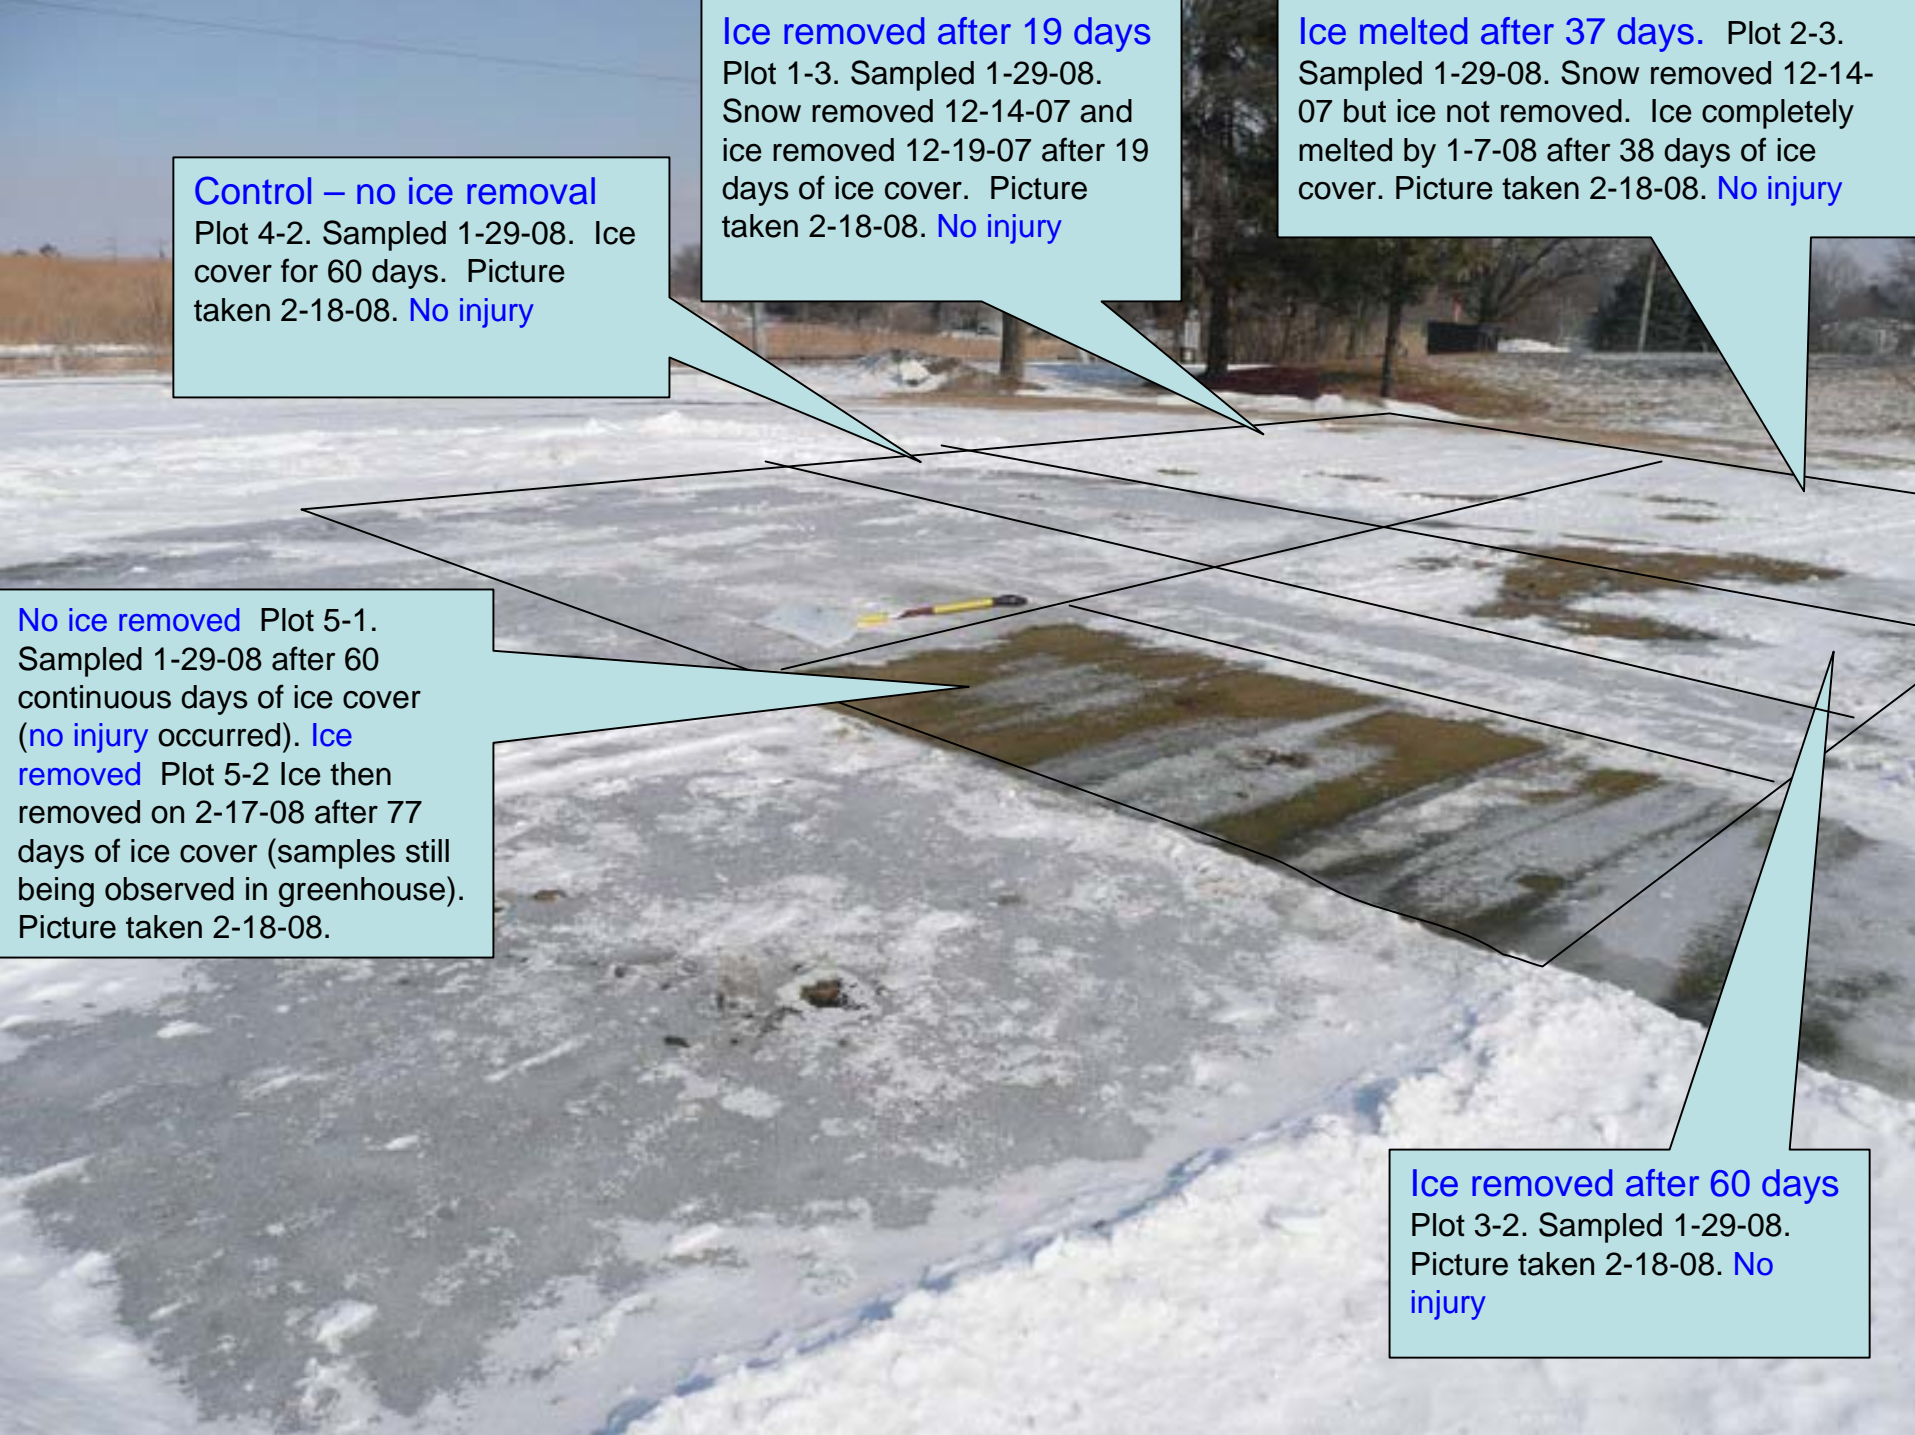 Ice removed after 19 days
Plot 1-3. Sampled 1-29-08.
Snow removed 12-14-07 and
ice removed 12-19-07 after 19
days of ice cover.  Picture
taken 2-18-08. No injury
Ice melted after 37 days.  Plot 2-3.
Sampled 1-29-08. Snow removed 12-14-
07 but ice not removed.  Ice completely
melted by 1-7-08 after 38 days of ice
cover. Picture taken 2-18-08. No injury
Control – no ice removal
Plot 4-2. Sampled 1-29-08.  Ice
cover for 60 days.  Picture
taken 2-18-08. No injury
No ice removed  Plot 5-1.
Sampled 1-29-08 after 60
continuous days of ice cover
(no injury occurred). Ice
removed  Plot 5-2 Ice then
removed on 2-17-08 after 77
days of ice cover (samples still
being observed in greenhouse).
Picture taken 2-18-08.
Ice removed after 60 days
Plot 3-2. Sampled 1-29-08.
Picture taken 2-18-08. No
injury